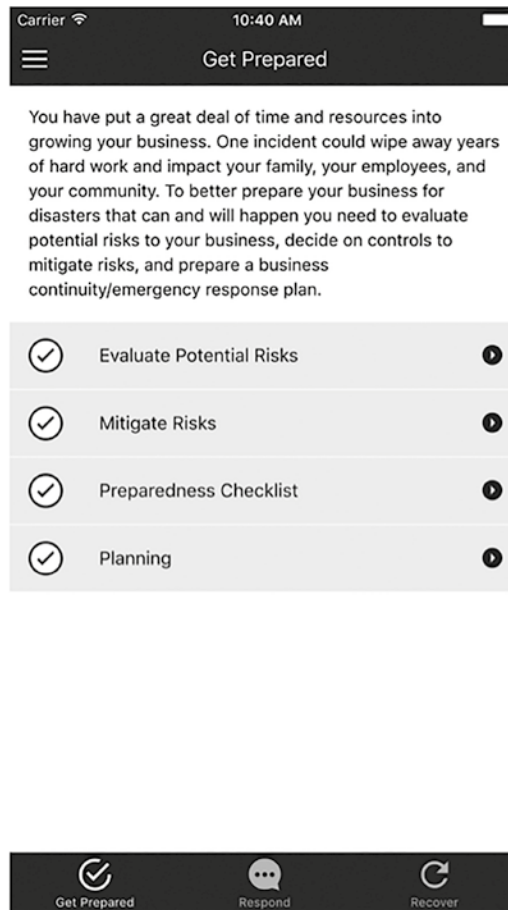 Carrier 10:40 AM
Get Prepared
You have put a great deal of time and resources into
growing your business. One incident could wipe away years
of hard work and impact your family, your employees, and
your community. To better prepare your business for
disasters that can and will happen you need to evaluate
potential risks to your business, decide on controls to
mitigate risks, and prepare a business
continuity/emergency response plan.
Evaluate Potential Risks
Mitigate Risks
Preparedness Checklist
Planning
Get Prepared Respond Recover